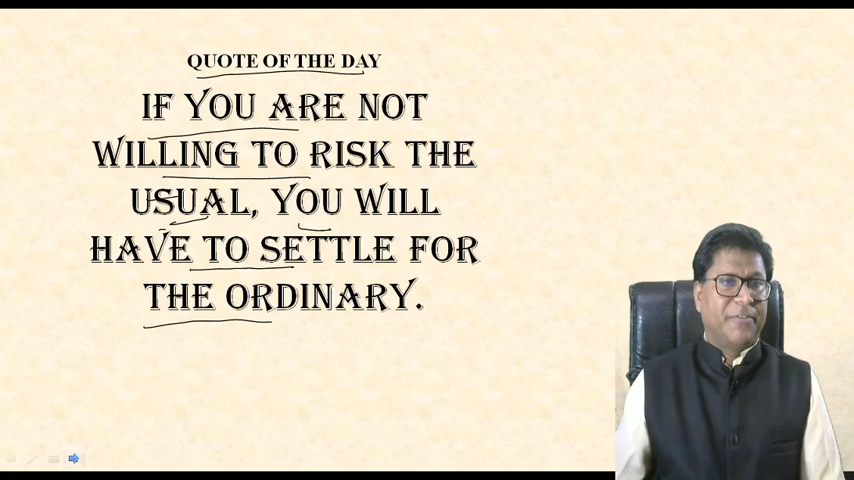 QUOTE OF THE DAY
IF YOU ARE NOT
WILLING TO RISK THE
USUAL, YOU WILL
HAVE TO SETTLE FOR
THE ORDINARY.